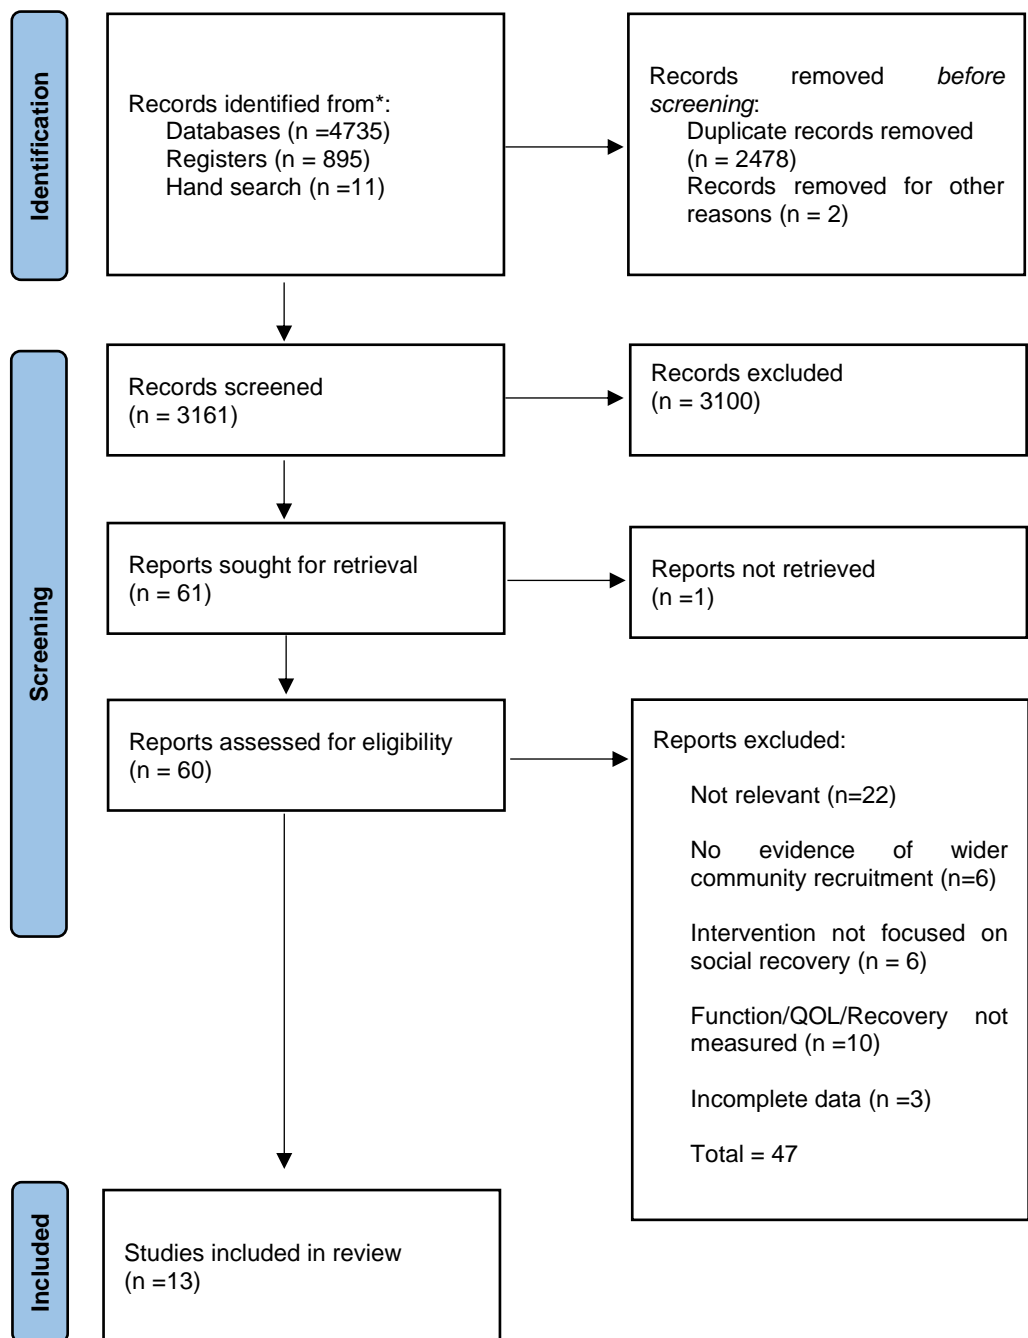 Identification
Records identified from*:
Databases (n =4735)
Registers (n = 895)
Hand search (n =11)
Records removed before
screening:
Duplicate records removed
(n = 2478)
Records removed for other
reasons (n = 2)
Screening
Records screened
(n = 3161)
Records excluded
(n = 3100)
Reports sought for retrieval
(n = 61)
Reports not retrieved
(n =1)
Reports assessed for eligibility
(n = 60)
Reports excluded:
Not relevant (n=22)
No evidence of wider
community recruitment (n=6)
Intervention not focused on
social recovery (n = 6)
Function/QOL/Recovery not
measured (n =10)
Incomplete data (n =3)
Total = 47
Included
Studies included in review
(n =13)